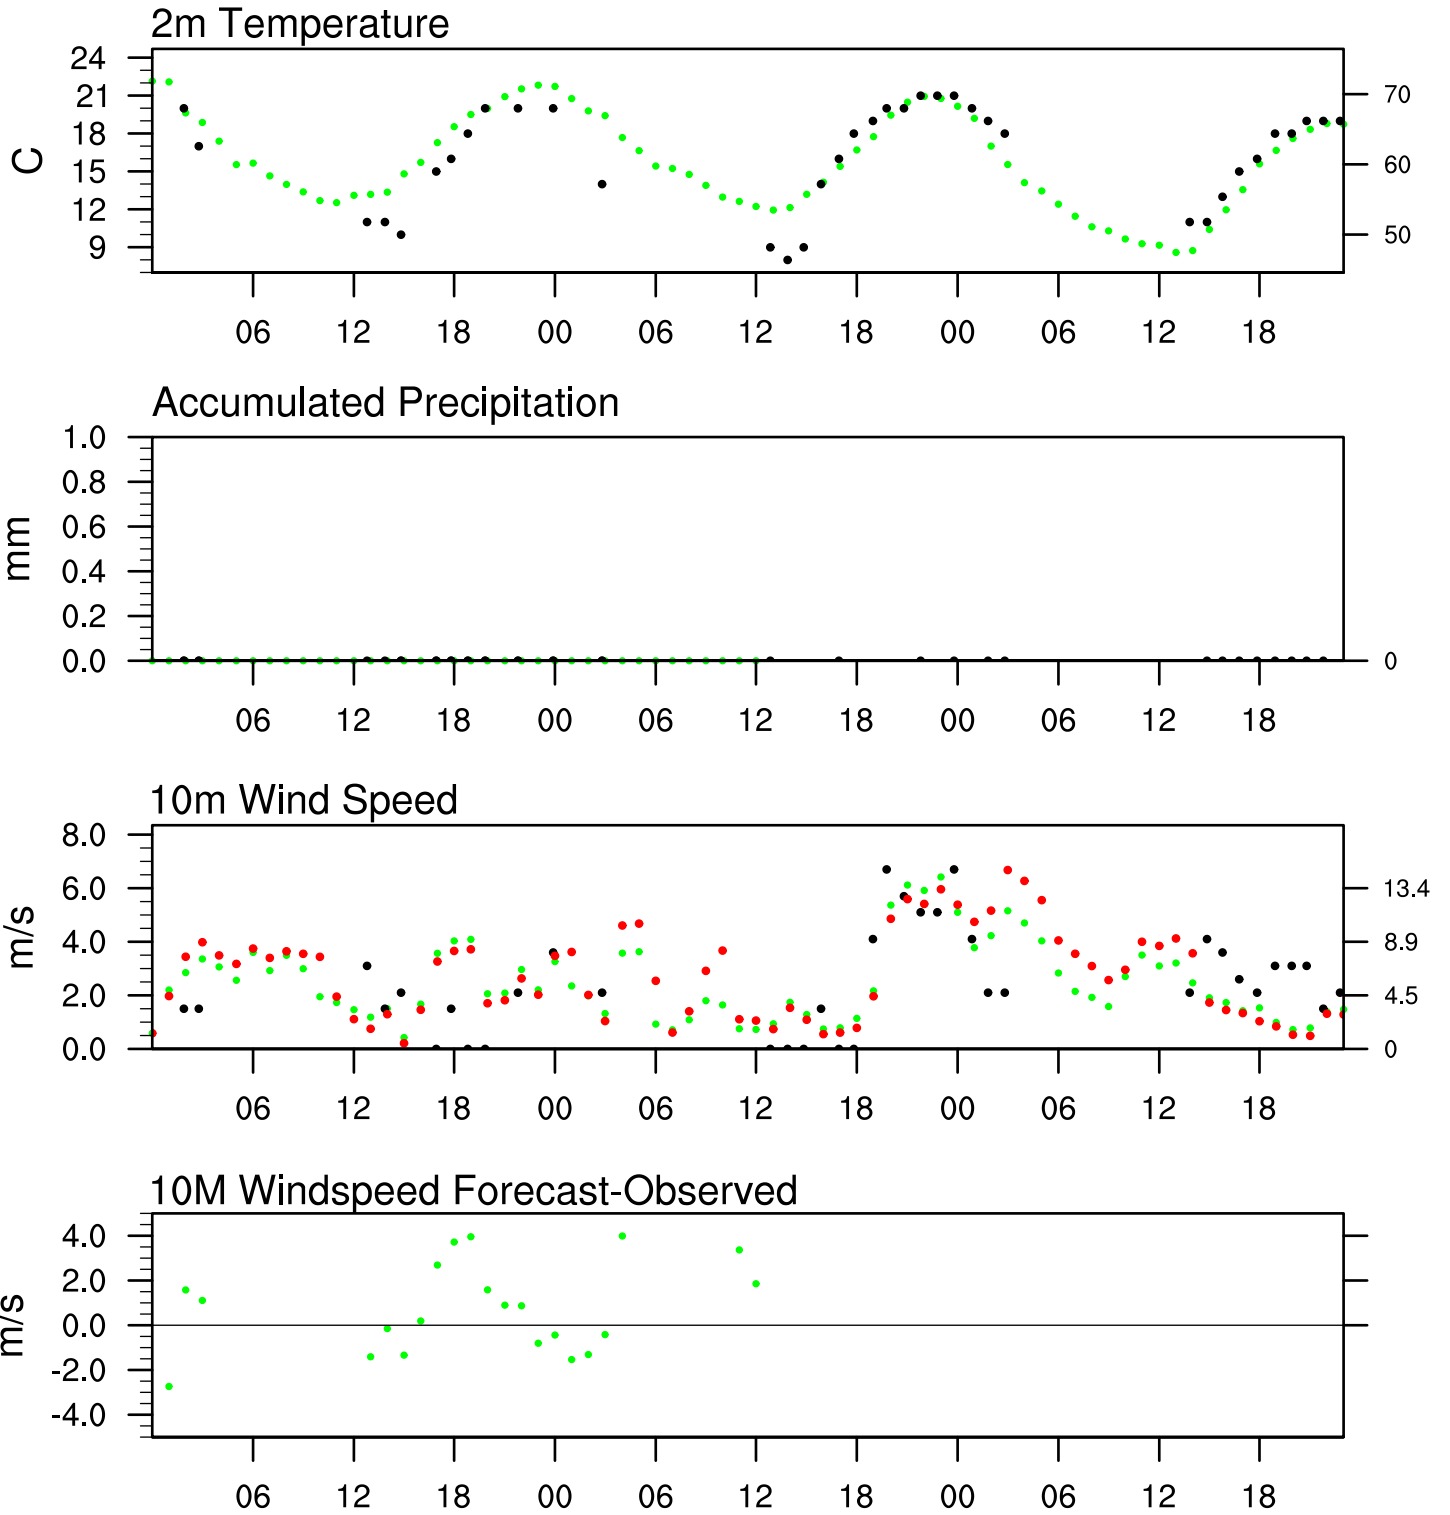 2m Temperature
24
21
18
15
12
9
C
70
60
50
06 12 18 00 06 12 18 00 06 12 18
Accumulated Precipitation
1.0
0.8
0.6
0.4
0.2
0.0
mm
0
06 12 18 00 06 12 18 00 06 12 18
10m Wind Speed
8.0
6.0
4.0
2.0
0.0
m/s
13.4
8.9
4.5
0
06 12 18 00 06 12 18 00 06 12 18
10M Windspeed Forecast-Observed
4.0
2.0
0.0
-2.0
-4.0
m/s
06 12 18 00 06 12 18 00 06 12 18